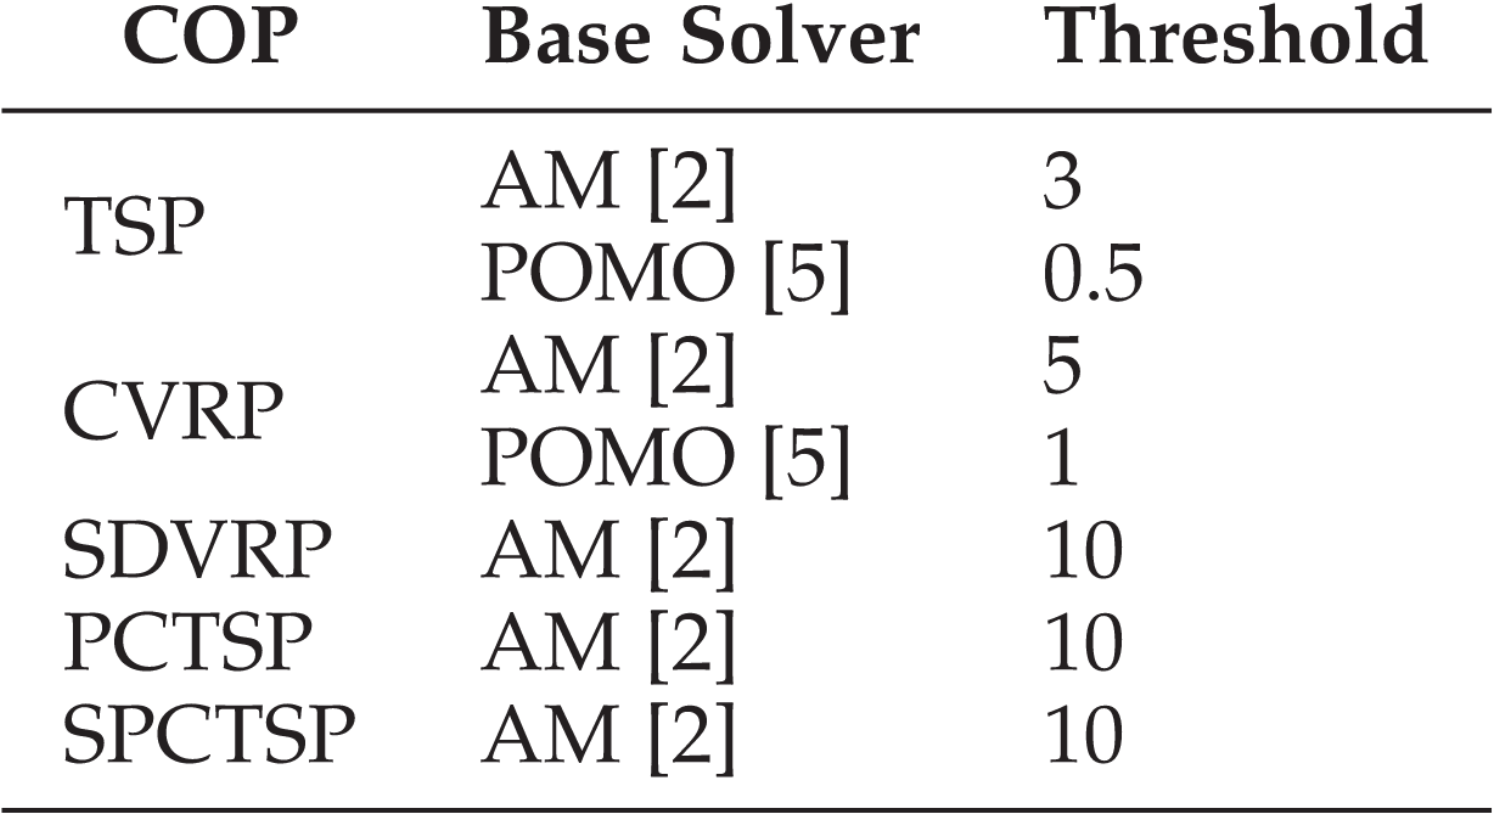 COP Base Solver Threshold
TSP AM [2] 3
POMO [5] 0.5
CVRP AM [2] 5
POMO [5] 1
SDVRP AM [2] 10
PCTSP AM [2] 10
SPCTSP AM [2] 10